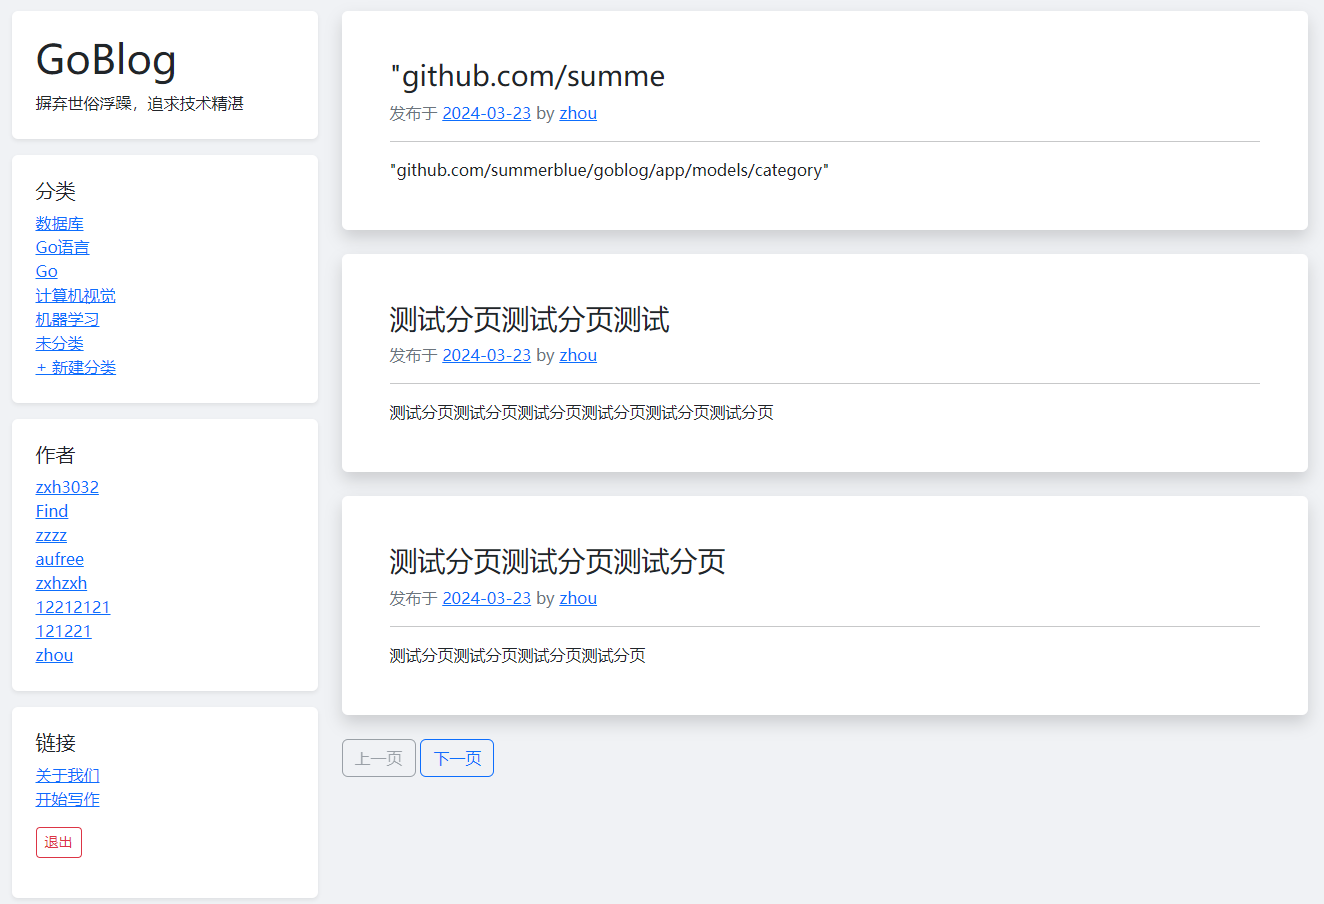 GoBlog
摒弃世俗浮躁，追求技术精湛
分类
数据库
Go语言
Go
计算机视觉
机器学习
未分类
+ 新建分类
作者
zxh3032
Find
zzzz
aufree
zxhzxh
12212121
121221
zhou
链接
关于我们
开始写作
退出
"github.com/summe
发布于 2024-03-23 by zhou
"github.com/summerblue/goblog/app/models/category"
测试分页测试分页测试
发布于 2024-03-23 by zhou
测试分页测试分页测试分页测试分页测试分页测试分页
测试分页测试分页测试分页
发布于 2024-03-23 by zhou
测试分页测试分页测试分页测试分页
上一页 下一页